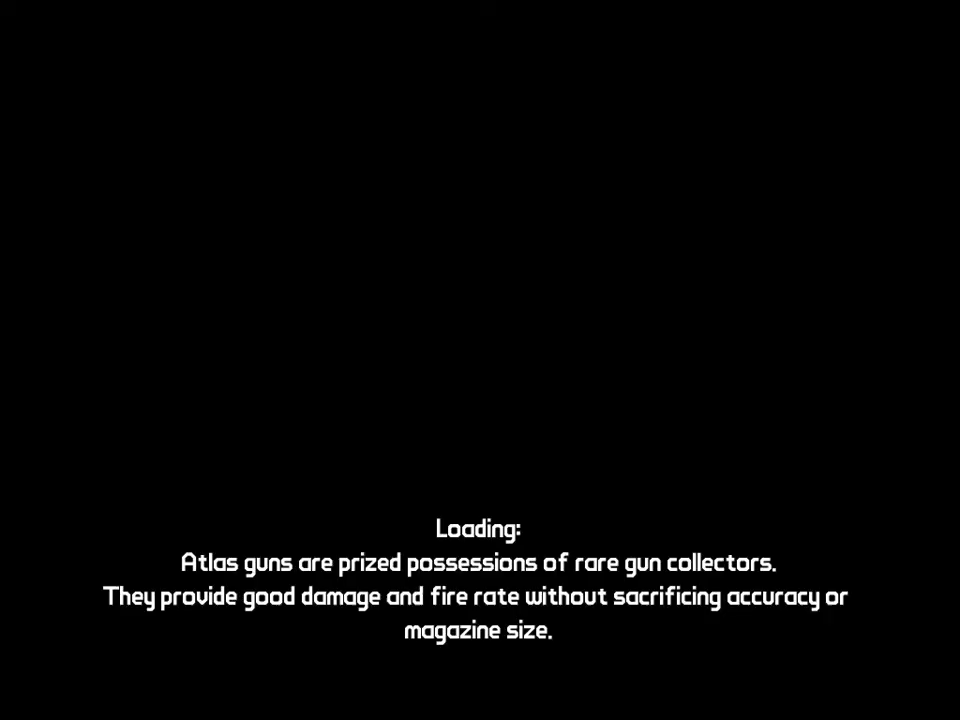 Loading:
Atlas guns are prized possessions of rare gun collectors.
They provide good damage and fire rate without sacrificing accuracy or
magazine size.